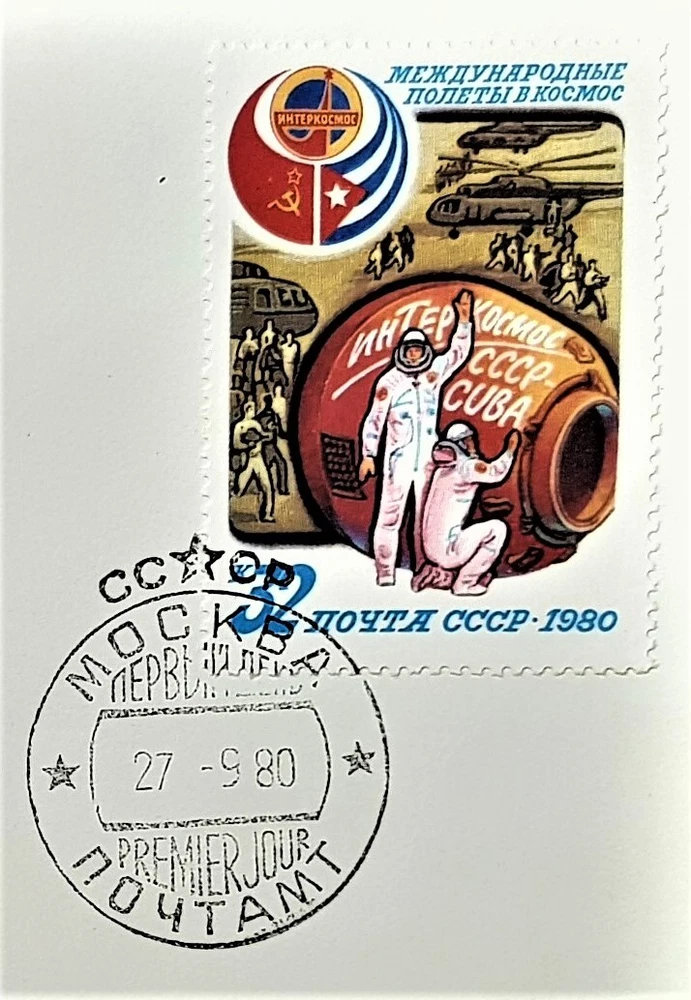 МЕЖДУНАРОДНЫЕ
ПОЛЕТЫ В КОСМОС
ИНТЕРКОСМОС
ИНТЕРКОСМОС
СССР-
CUBA
32
ПОЧТА СССР·1980
СССР
МОСКВА
ПЕРВЫЙ ДЕНЬ
27 -9 80
PREMIER JOUR
ПОЧТАМТ